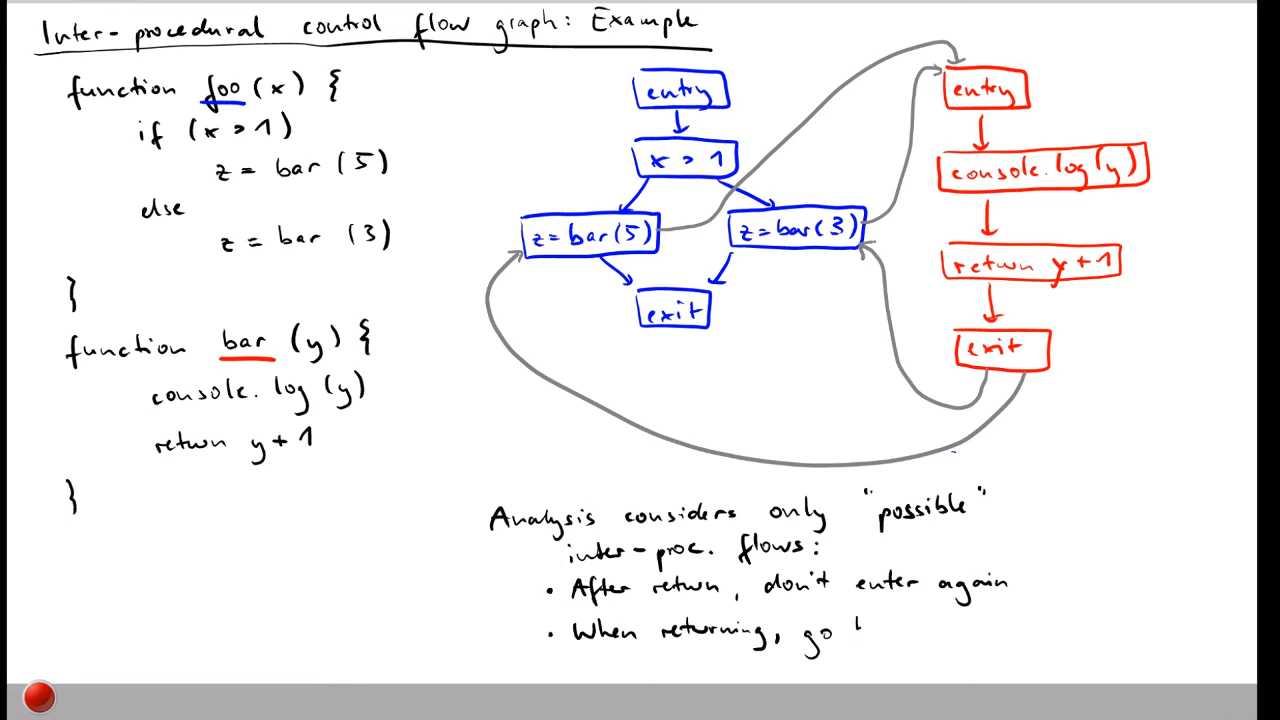 Inter-procedural control flow graph: Example
function foo (x) {
if (x > 1)
z = bar (5)
else
z = bar (3)
}
function bar (y) {
console.log (y)
return y + 1
}
entry
x > 1
z = bar (5)
z = bar (3)
exit
entry
console.log (y)
return y + 1
exit
Analysis considers only "possible"
inter-proc. flows:
• After return, don't enter again
• When returning, go